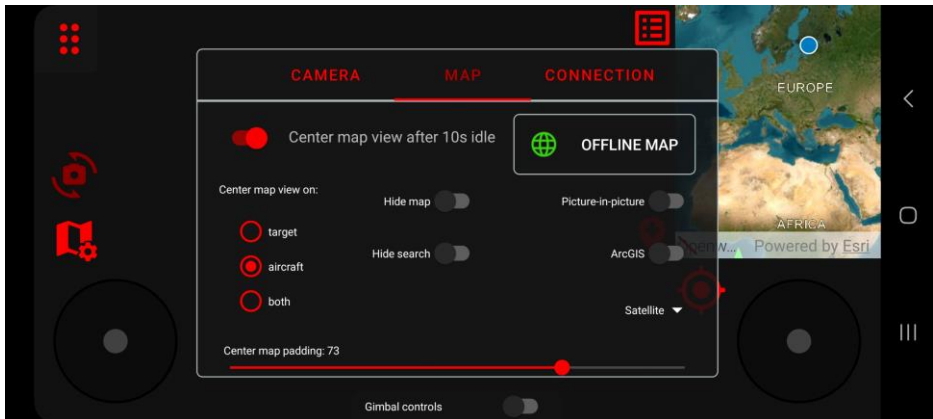 CAMERA MAP CONNECTION
EUROPE
Center map view after 10s idle
OFFLINE MAP
Center map view on:
Hide map
Picture-in-picture
target
AFRICA
Powered by Esri
Hide search
ArcGIS
aircraft
both
Satellite
Center map padding: 73
Gimbal controls